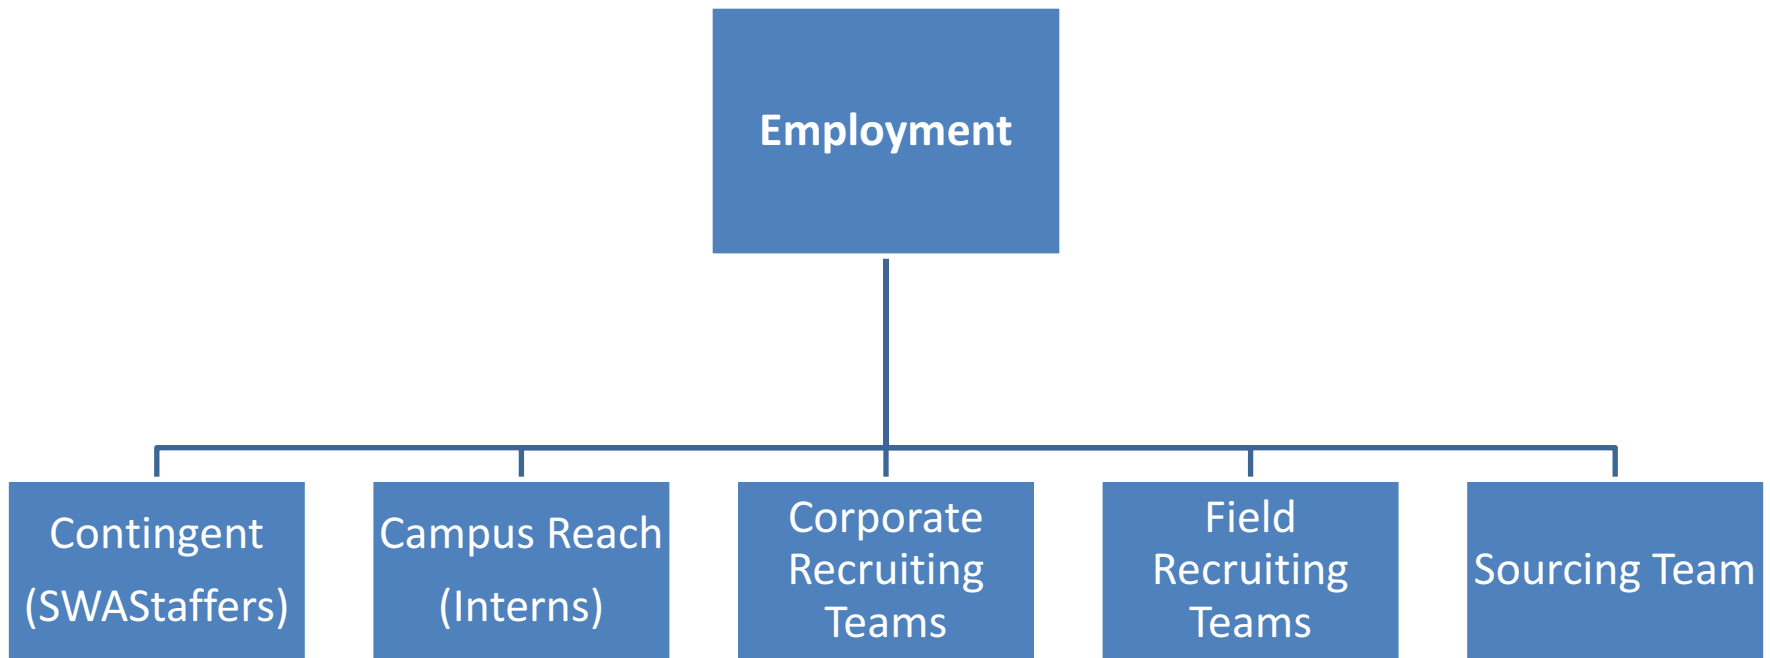 Employment
Contingent
(SWAStaffers)
Campus Reach
(Interns)
Corporate
Recruiting
Teams
Field
Recruiting
Teams
Sourcing Team